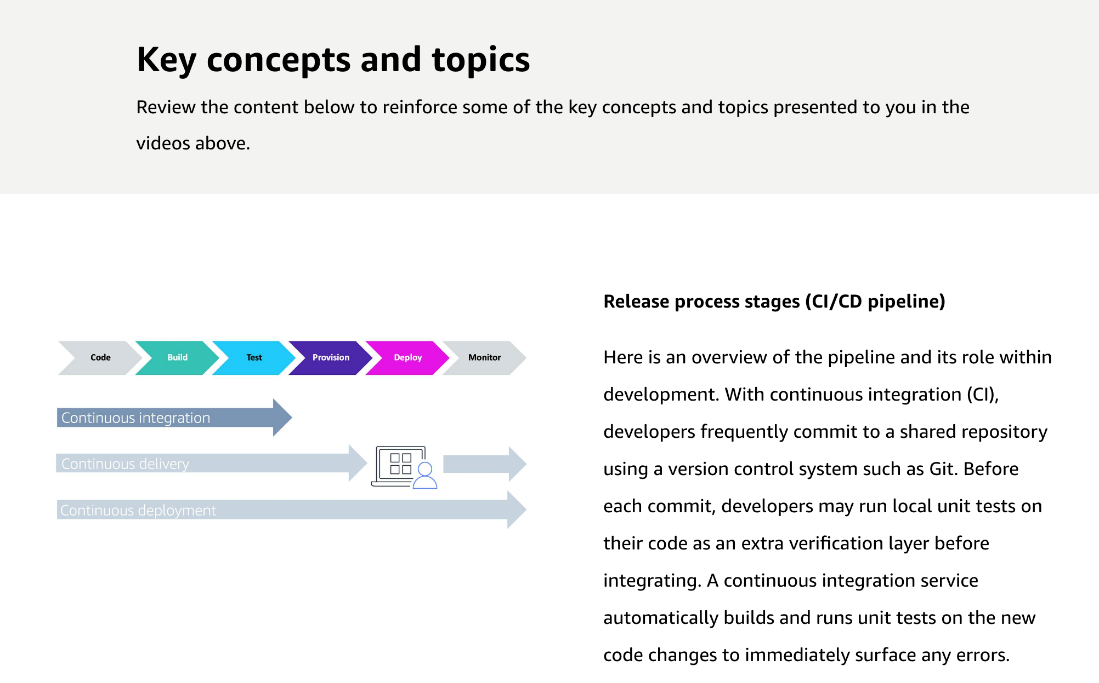 Key concepts and topics
Review the content below to reinforce some of the key concepts and topics presented to you in the
videos above.
Code Build Test Provision Deploy Monitor
Continuous integration
Continuous delivery
Continuous deployment
Release process stages (CI/CD pipeline)
Here is an overview of the pipeline and its role within
development. With continuous integration (CI),
developers frequently commit to a shared repository
using a version control system such as Git. Before
each commit, developers may run local unit tests on
their code as an extra verification layer before
integrating. A continuous integration service
automatically builds and runs unit tests on the new
code changes to immediately surface any errors.